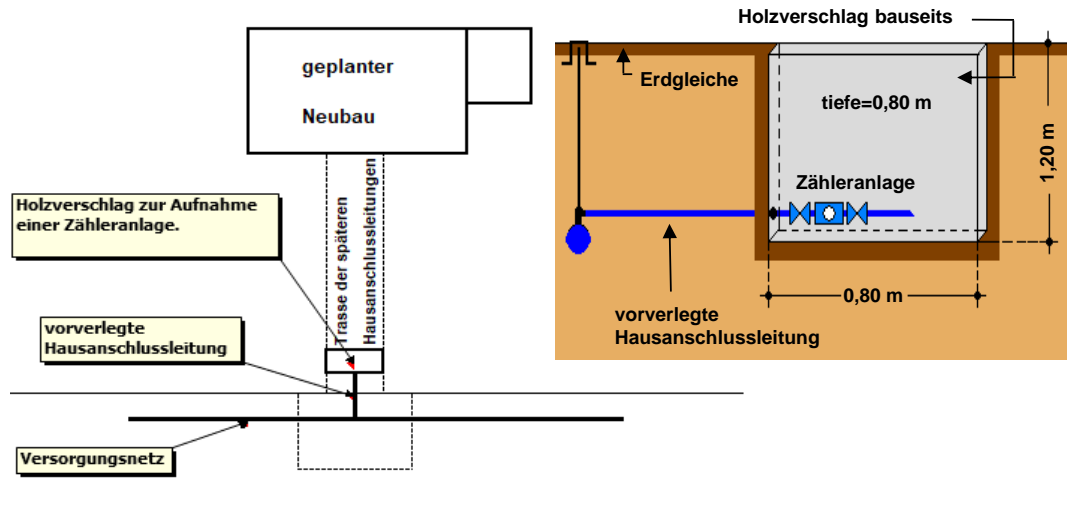 geplanter
Neubau
Holzverschlag zur Aufnahme
einer Zähleranlage.
Trasse der späteren
Hausanschlussleitungen
vorverlegte
Hausanschlussleitung
Versorgungsnetz
Holzverschlag bauseits
Erdgleiche
tiefe=0,80 m
1,20 m
Zähleranlage
0,80 m
vorverlegte
Hausanschlussleitung